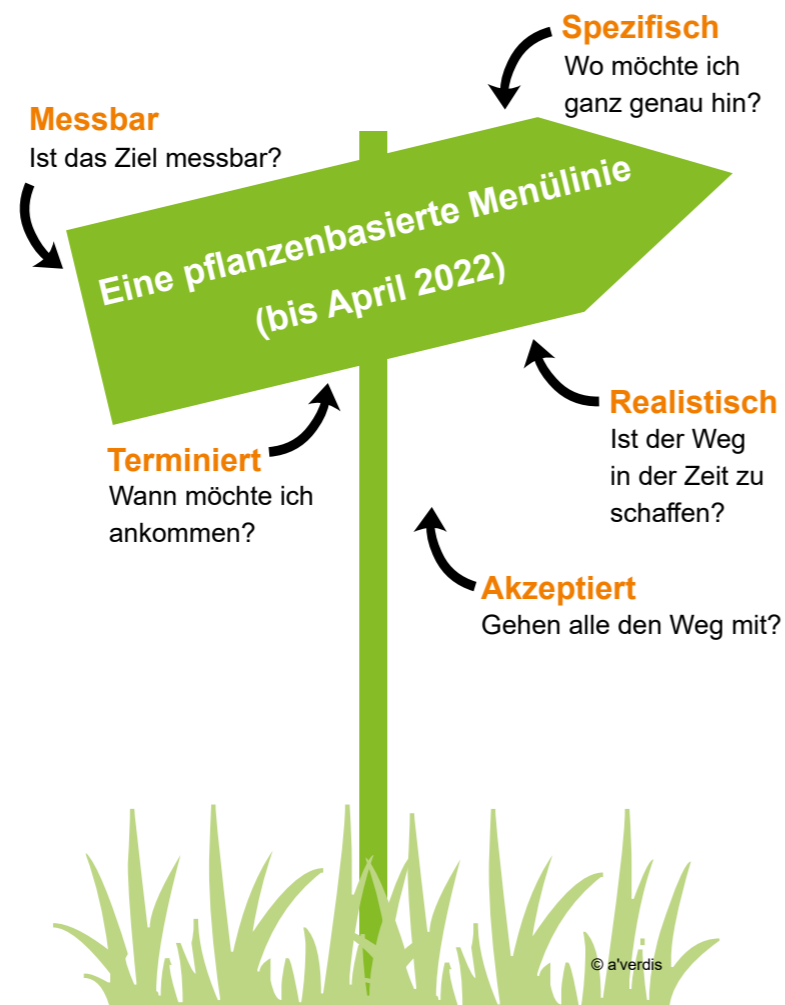 Spezifisch
Wo möchte ich
ganz genau hin?
Messbar
Ist das Ziel messbar?
Eine pflanzenbasierte Menülinie
(bis April 2022)
Realistisch
Ist der Weg
in der Zeit zu
schaffen?
Terminiert
Wann möchte ich
ankommen?
Akzeptiert
Gehen alle den Weg mit?
© a'verdis